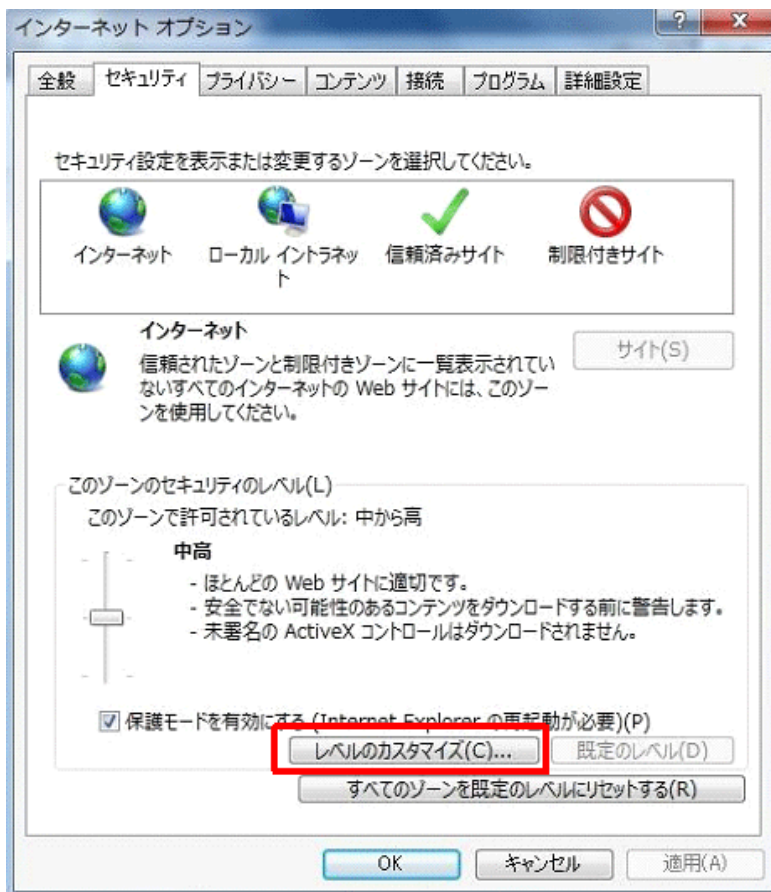 インターネット オプション
全般 セキュリティ プライバシー コンテンツ 接続 プログラム 詳細設定
セキュリティ設定を表示または変更するゾーンを選択してください。
インターネット
ローカル イントラネッ
ト
信頼済みサイト
制限付きサイト
インターネット
信頼されたゾーンと制限付きゾーンに一覧表示されてい
ないすべてのインターネットの Web サイトには、このゾー
ンを使用してください。
サイト(S)
このゾーンのセキュリティのレベル(L)
このゾーンで許可されているレベル: 中から高
中高
- ほとんどの Web サイトに適切です。
- 安全でない可能性のあるコンテンツをダウンロードする前に警告します。
- 未署名の ActiveX コントロールはダウンロードされません。
保護モードを有効にする (Internet Explorer の再起動が必要)(P)
レベルのカスタマイズ(C)... 既定のレベル(D)
すべてのゾーンを既定のレベルにリセットする(R)
OK キャンセル 適用(A)